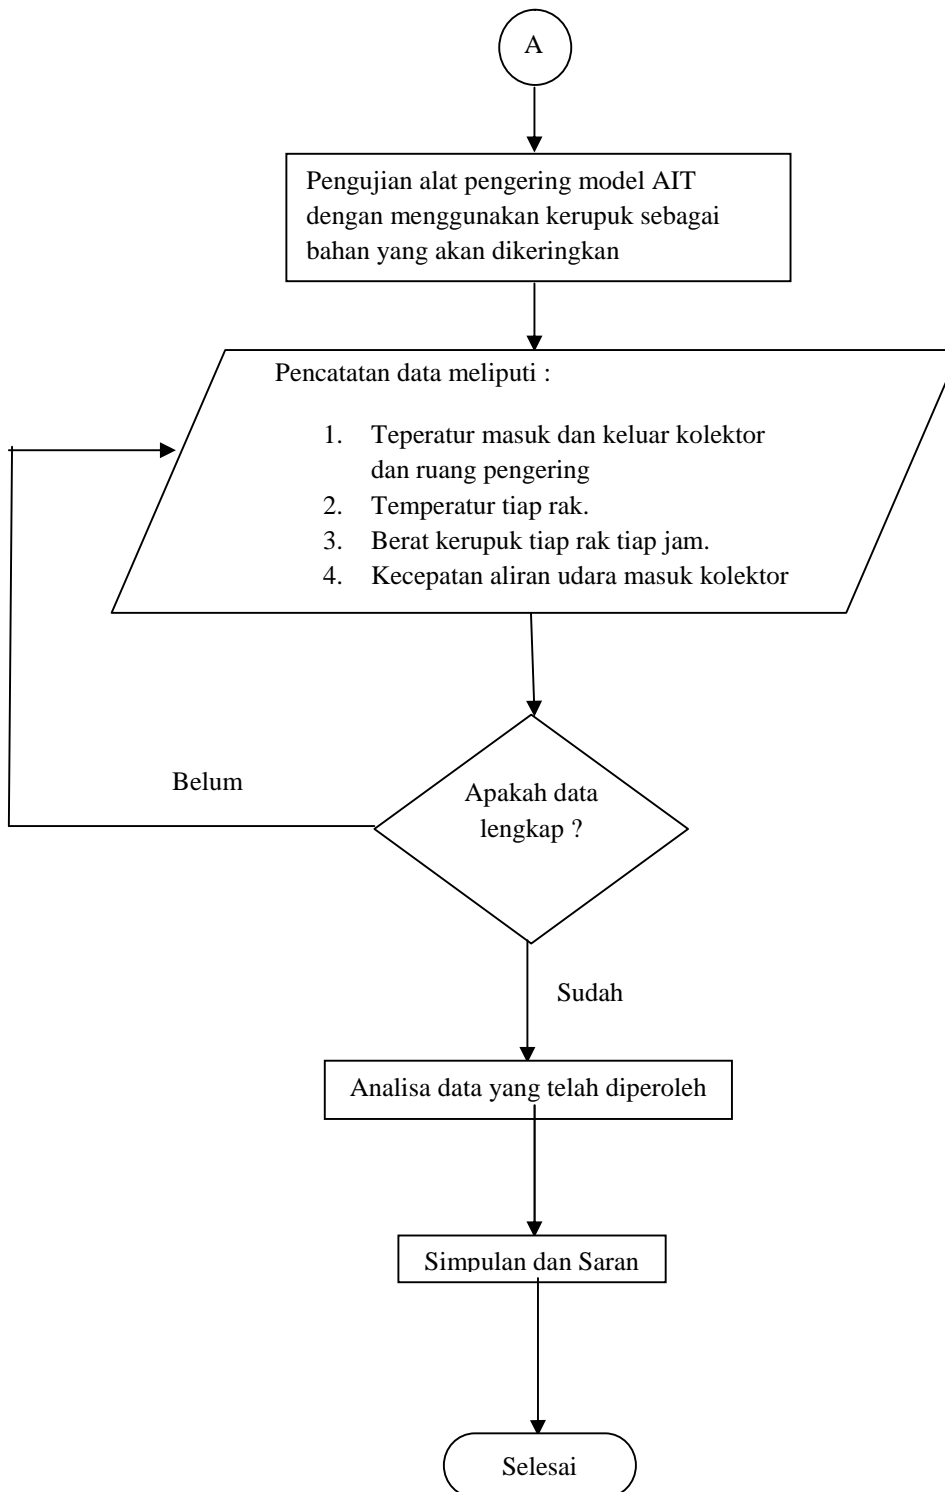 A
Pengujian alat pengering model AIT
dengan menggunakan kerupuk sebagai
bahan yang akan dikeringkan
Pencatatan data meliputi :
1. Teperatur masuk dan keluar kolektor
dan ruang pengering
2. Temperatur tiap rak.
3. Berat kerupuk tiap rak tiap jam.
4. Kecepatan aliran udara masuk kolektor
Belum
Apakah data
lengkap ?
Sudah
Analisa data yang telah diperoleh
Simpulan dan Saran
Selesai